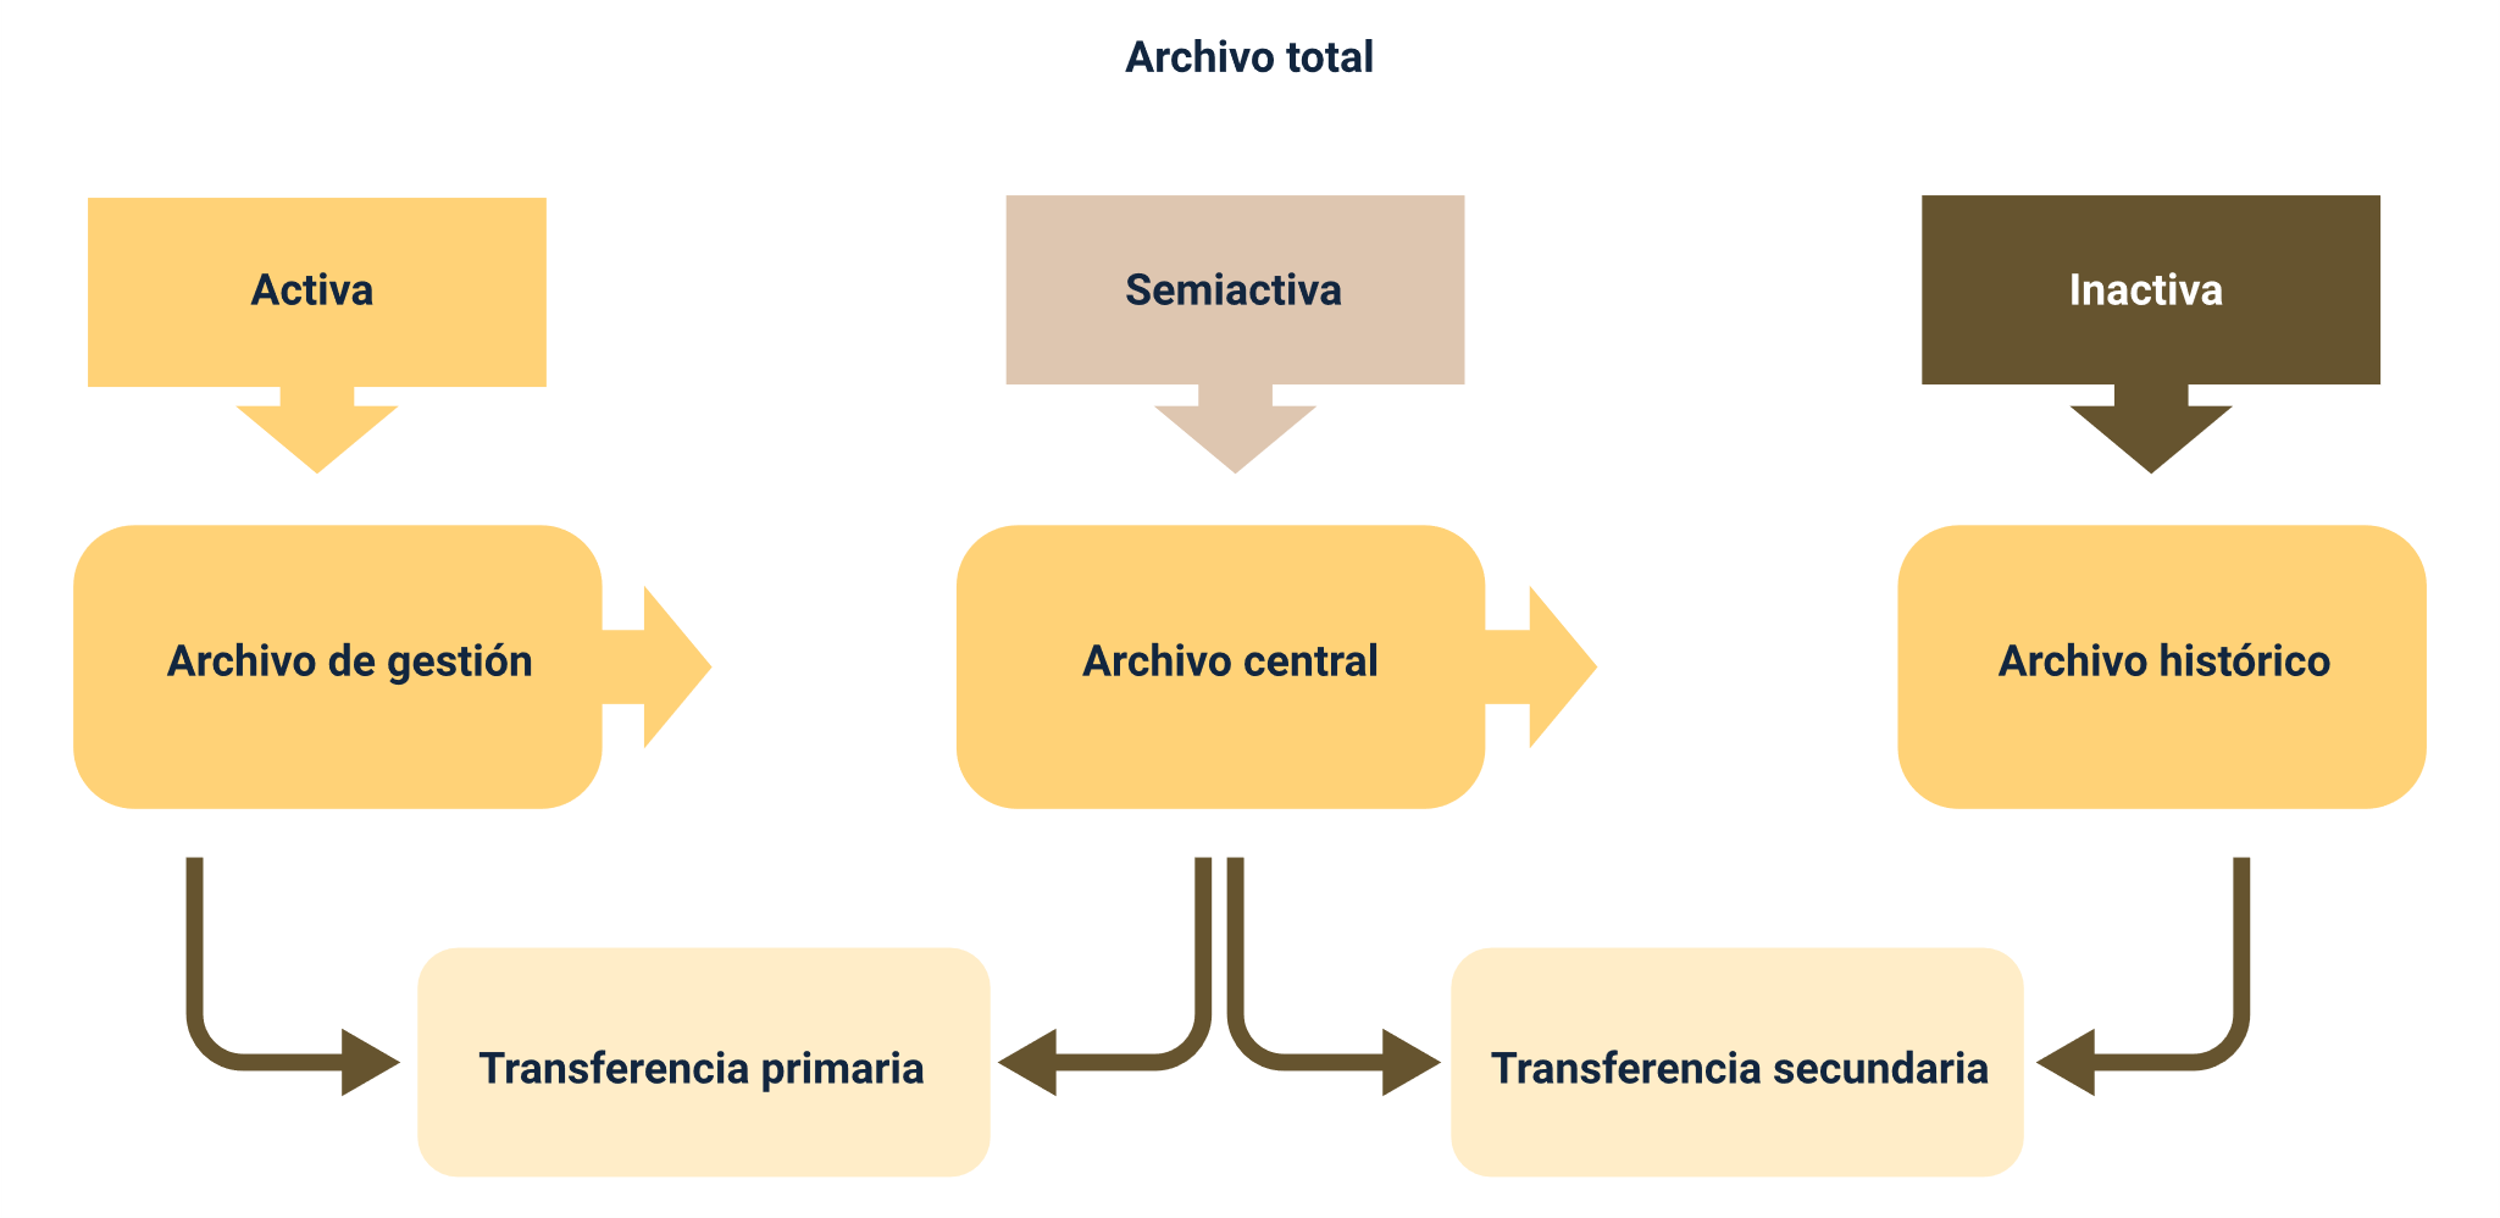 Archivo total
Activa
Semiactiva
Inactiva
Archivo de gestión
Archivo central
Archivo histórico
Transferencia primaria
Transferencia secundaria